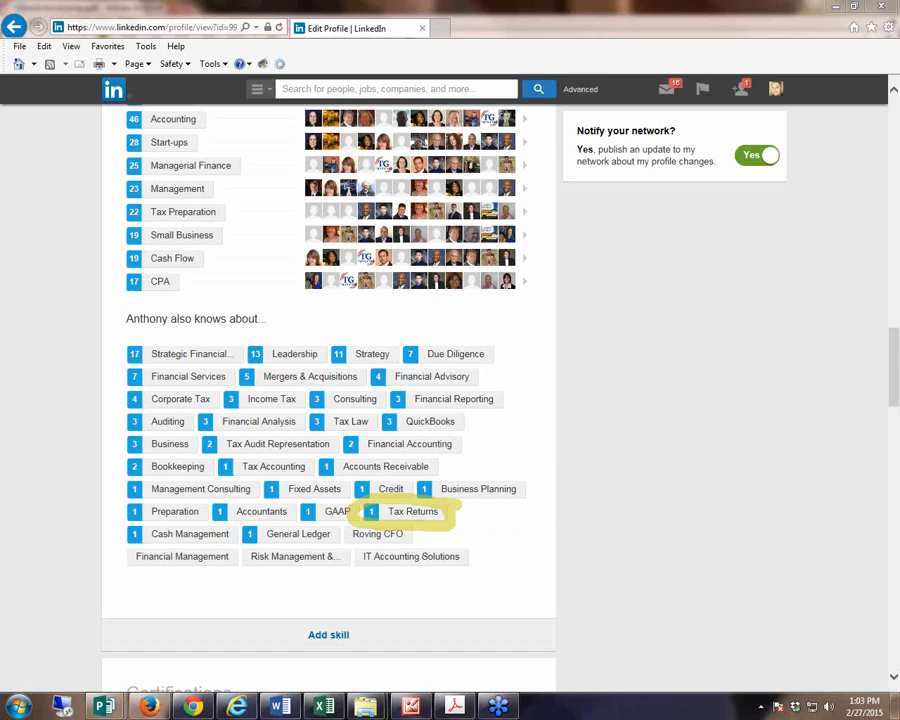 https://www.linkedin.com/profile/view?id=99
Edit Profile | LinkedIn
File Edit View Favorites Tools Help
Page Safety Tools
in
Search for people, jobs, companies, and more...
Advanced
16
1
46 Accounting
28 Start-ups
25 Managerial Finance
23 Management
22 Tax Preparation
19 Small Business
19 Cash Flow
17 CPA
Notify your network?
Yes, publish an update to my
network about my profile changes.
Yes
Anthony also knows about...
17 Strategic Financial... 13 Leadership 11 Strategy 7 Due Diligence
7 Financial Services 5 Mergers & Acquisitions 4 Financial Advisory
4 Corporate Tax 3 Income Tax 3 Consulting 3 Financial Reporting
3 Auditing 3 Financial Analysis 3 Tax Law 3 QuickBooks
3 Business 2 Tax Audit Representation 2 Financial Accounting
2 Bookkeeping 1 Tax Accounting 1 Accounts Receivable
1 Management Consulting 1 Fixed Assets 1 Credit 1 Business Planning
1 Preparation 1 Accountants 1 GAAP 1 Tax Returns
1 Cash Management 1 General Ledger Roving CFO
Financial Management Risk Management &... IT Accounting Solutions
Add skill
Certifications
1:03 PM
2/27/2015